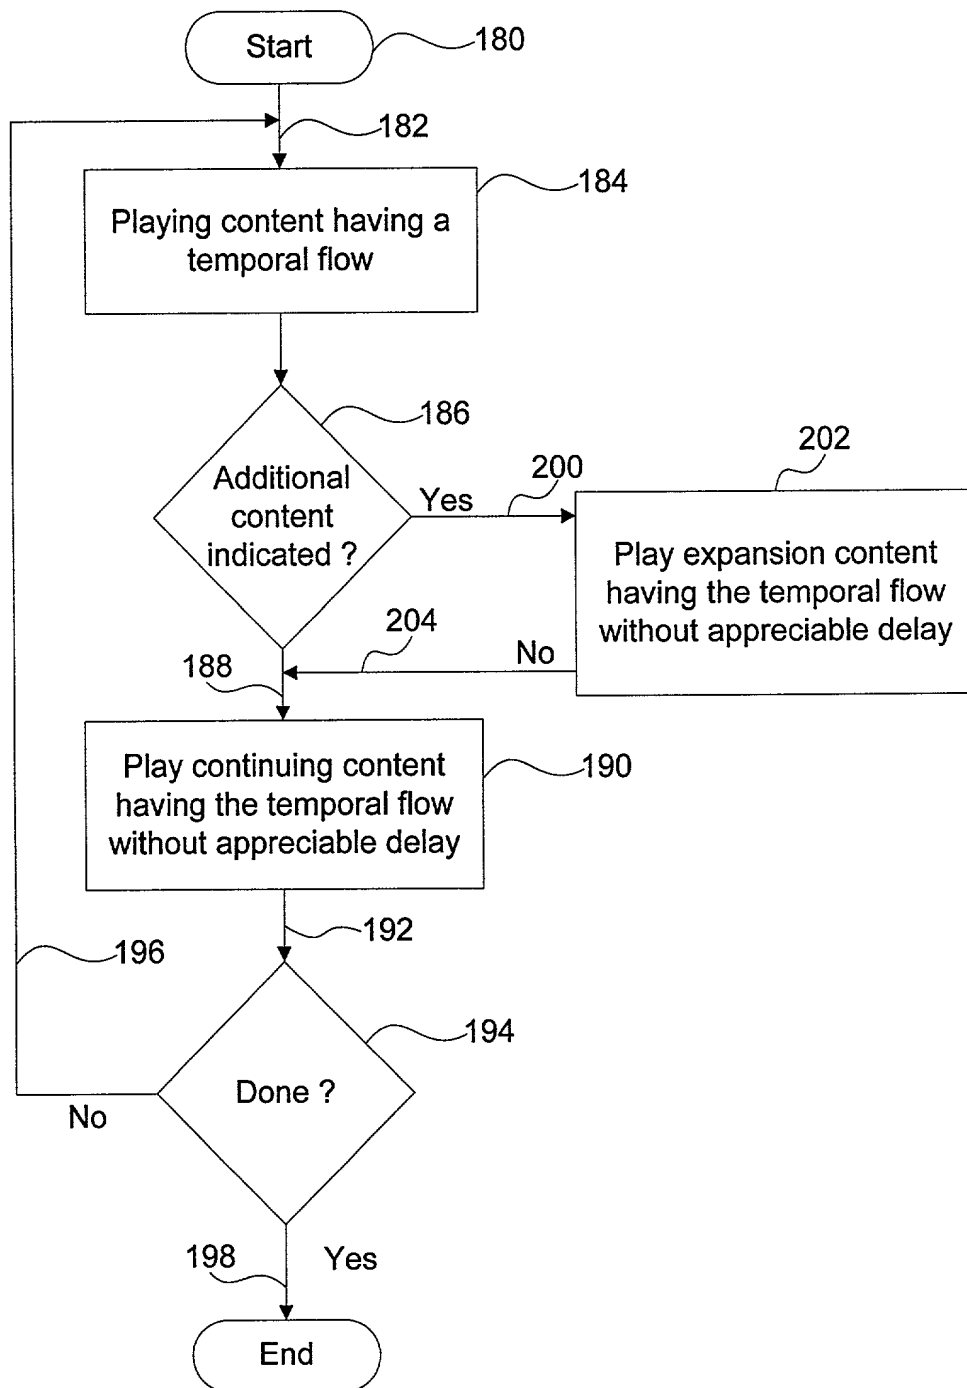 Start
180
182
184
Playing content having a
temporal flow
186
Additional
content
indicated ?
Yes
200
202
Play expansion content
having the temporal flow
without appreciable delay
204
No
188
Play continuing content
having the temporal flow
without appreciable delay
190
192
196
194
Done ?
No
198
Yes
End